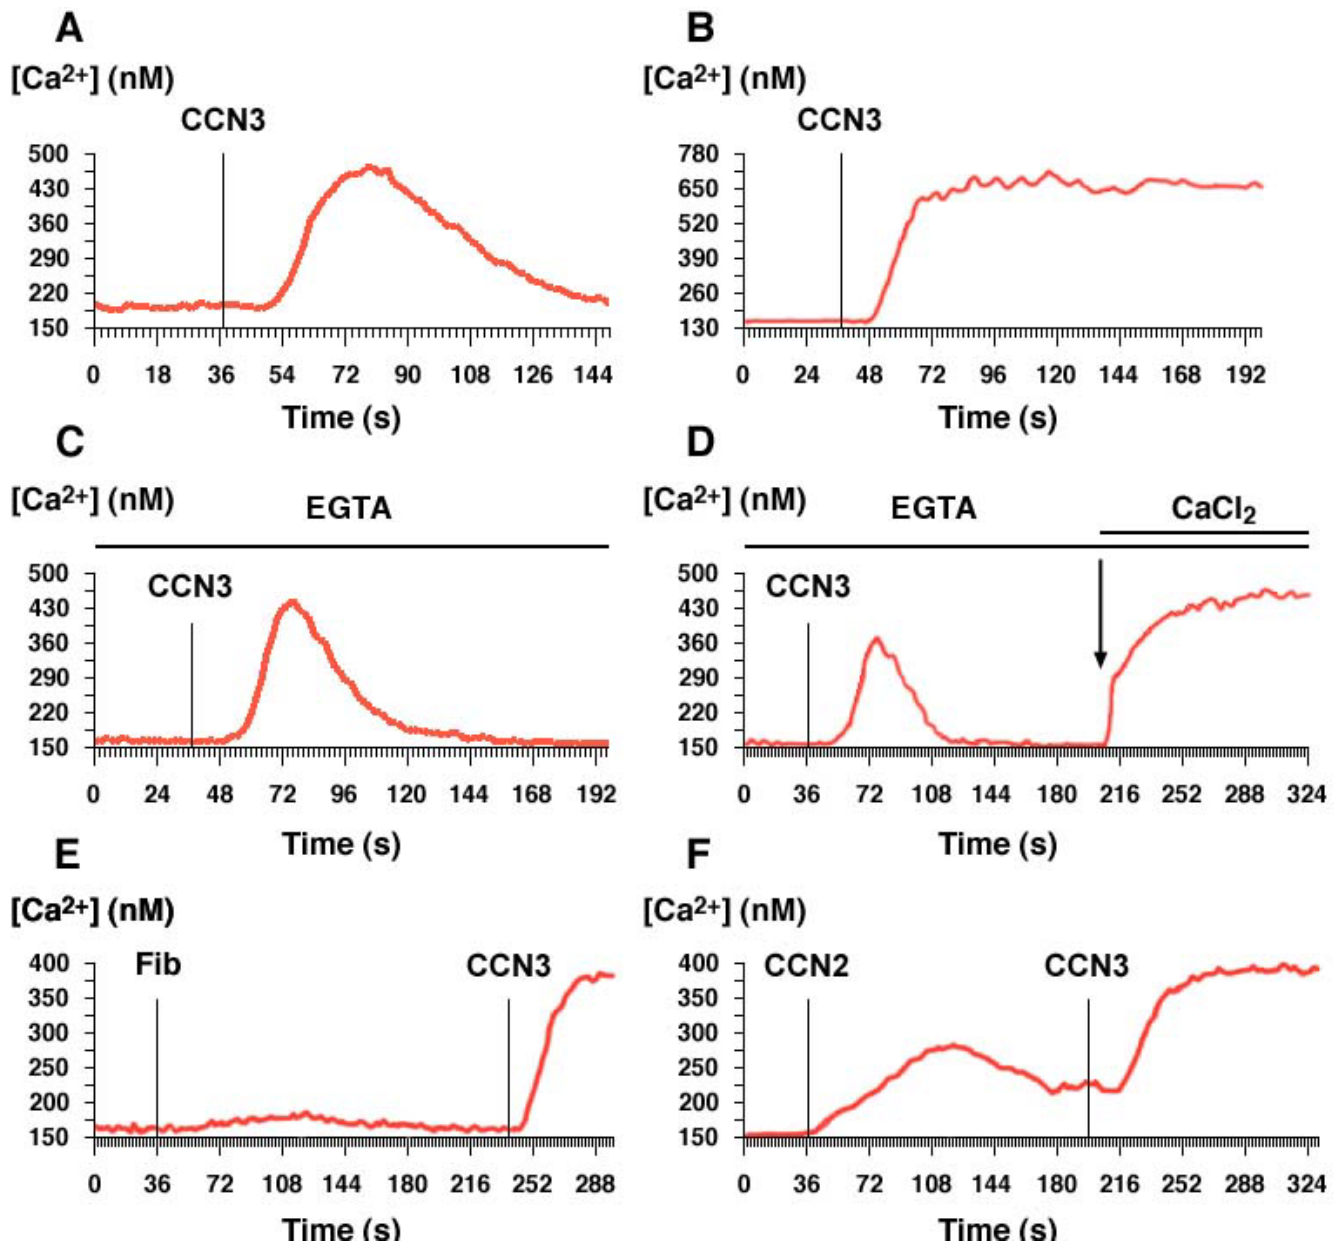 A
[Ca2+] (nM)
CCN3
500
430
360
290
220
150
0 18 36 54 72 90 108 126 144
Time (s)
B
[Ca2+] (nM)
CCN3
780
650
520
390
260
130
0 24 48 72 96 120 144 168 192
Time (s)
C
[Ca2+] (nM)
EGTA
CCN3
500
430
360
290
220
150
0 24 48 72 96 120 144 168 192
Time (s)
D
[Ca2+] (nM)
EGTA
CaCl2
CCN3
500
430
360
290
220
150
0 36 72 108 144 180 216 252 288 324
Time (s)
E
[Ca2+] (nM)
Fib
CCN3
400
350
300
250
200
150
0 36 72 108 144 180 216 252 288
Time (s)
F
[Ca2+] (nM)
CCN2
CCN3
400
350
300
250
200
150
0 36 72 108 144 180 216 252 288 324
Time (s)